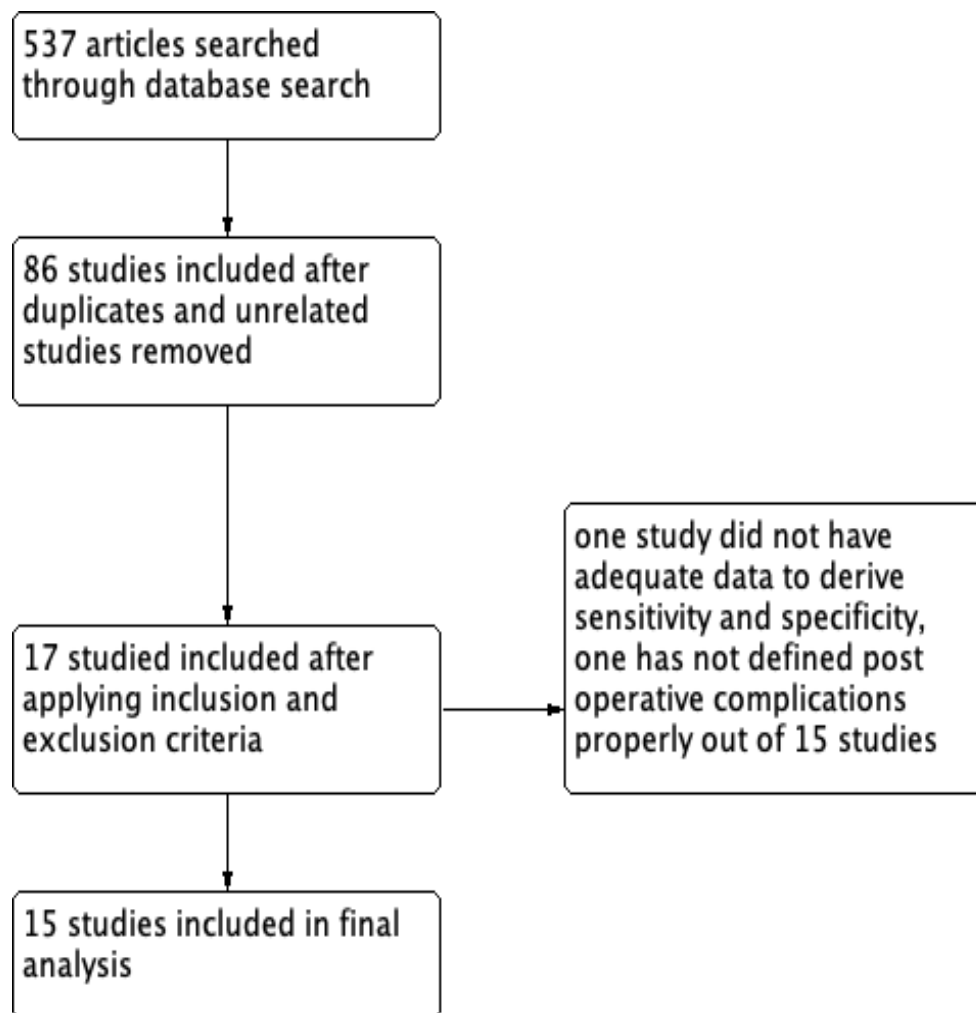 537 articles searched
through database search
86 studies included after
duplicates and unrelated
studies removed
17 studied included after
applying inclusion and
exclusion criteria
one study did not have
adequate data to derive
sensitivity and specificity,
one has not defined post
operative complications
properly out of 15 studies
15 studies included in final
analysis